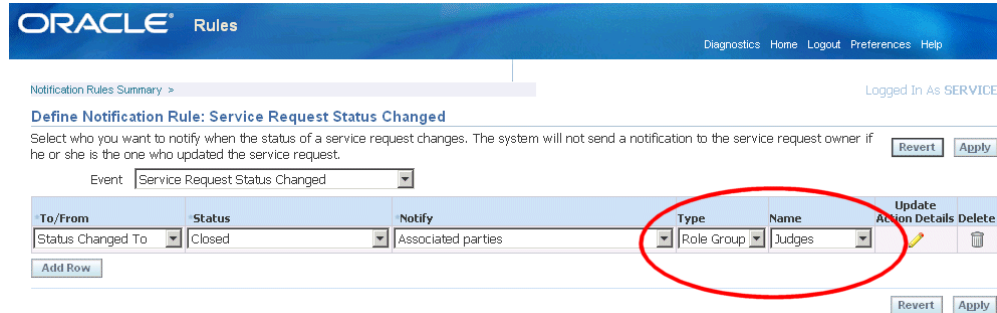 ORACLE® Rules
Diagnostics Home Logout Preferences Help
Notification Rules Summary >
Logged In As SERVICE
Define Notification Rule: Service Request Status Changed
Select who you want to notify when the status of a service request changes. The system will not send a notification to the service request owner if
he or she is the one who updated the service request.
Revert Apply
Event Service Request Status Changed
*To/From *Status *Notify Type Name Update Action Details Delete
Status Changed To Closed Associated parties Role Group Judges
Add Row
Revert Apply